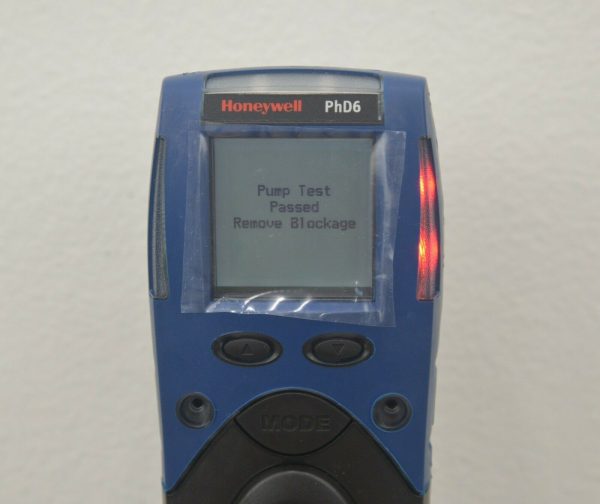 Honeywell PhD6
Pump Test
Passed
Remove Blockage
MODE